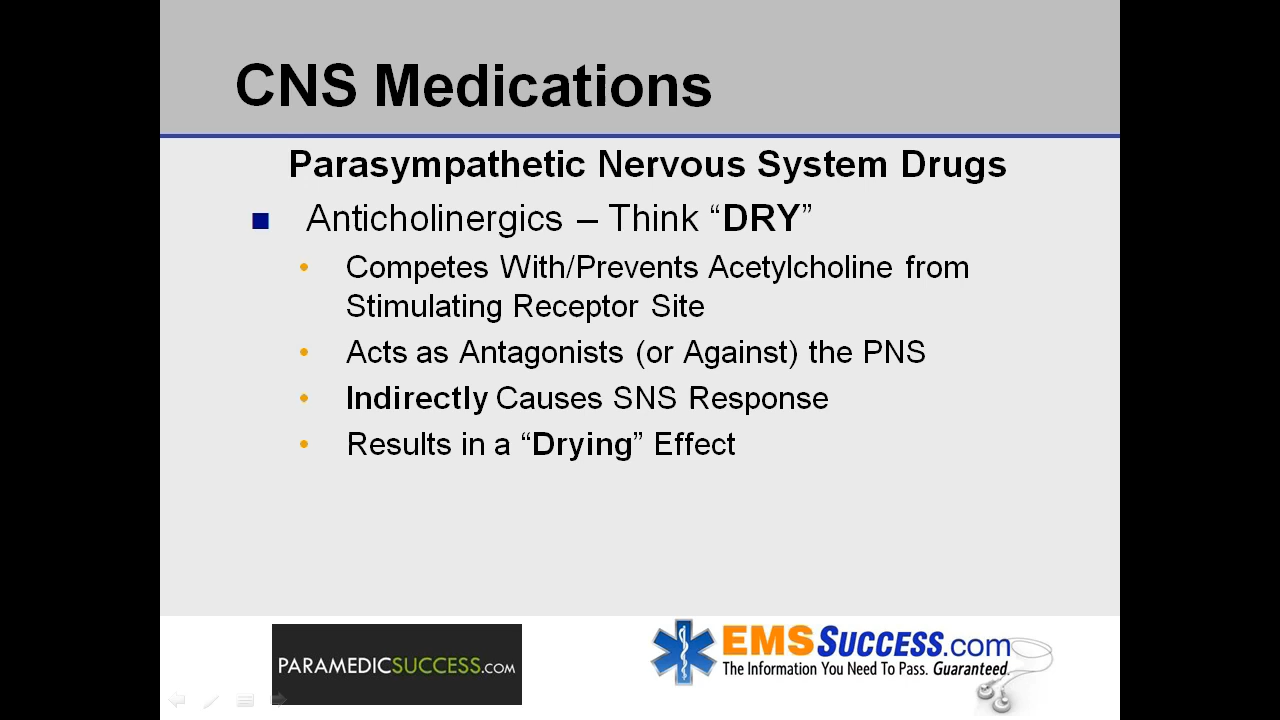 CNS Medications
Parasympathetic Nervous System Drugs
Anticholinergics – Think “DRY”
Competes With/Prevents Acetylcholine from
Stimulating Receptor Site
Acts as Antagonists (or Against) the PNS
Indirectly Causes SNS Response
Results in a “Drying” Effect
PARAMEDICSUCCESS.COM
EMSSUCCESS.com
The Information You Need To Pass. Guaranteed.